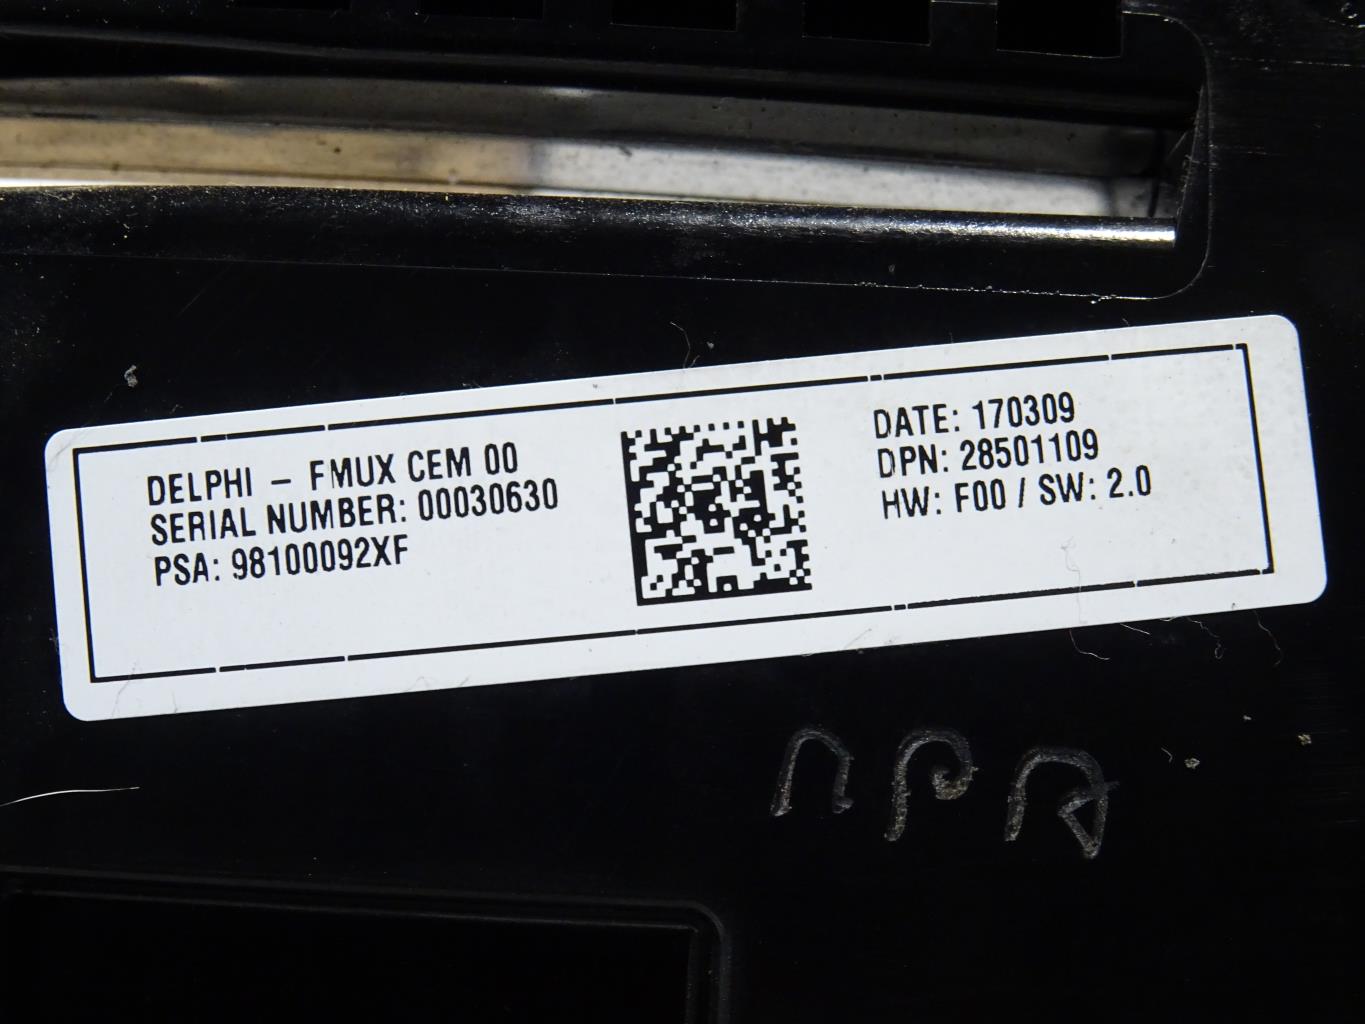 DELPHI - FMUX CEM 00
SERIAL NUMBER: 00030630
PSA: 98100092XF
DATE: 170309
DPN: 28501109
HW: F00 / SW: 2.0